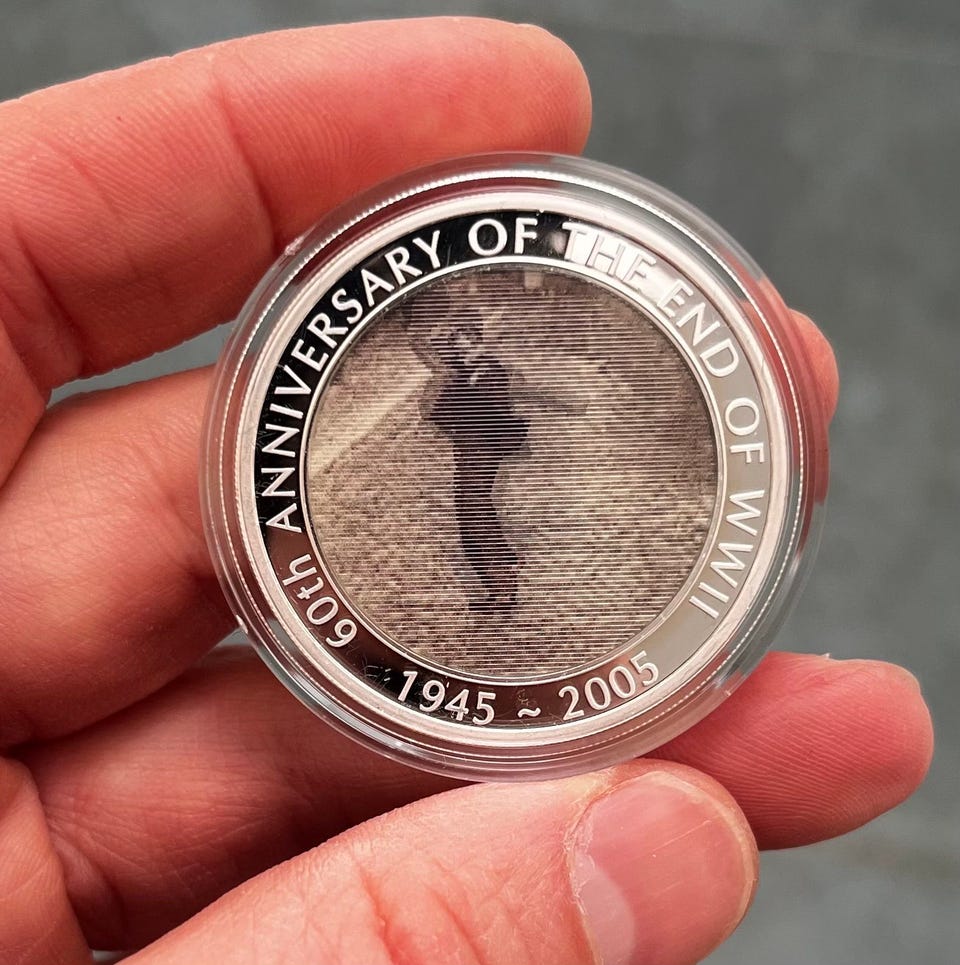 60th ANNIVERSARY OF THE END OF WWII
1945 ~ 2005